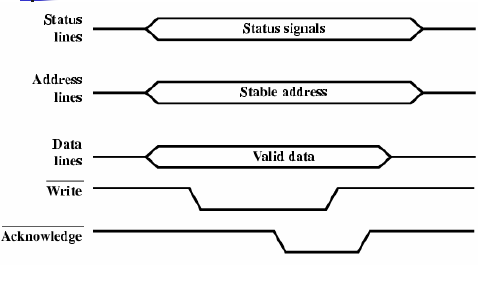 Status
lines
Status signals
Address
lines
Stable address
Data
lines
Valid data
Write
Acknowledge